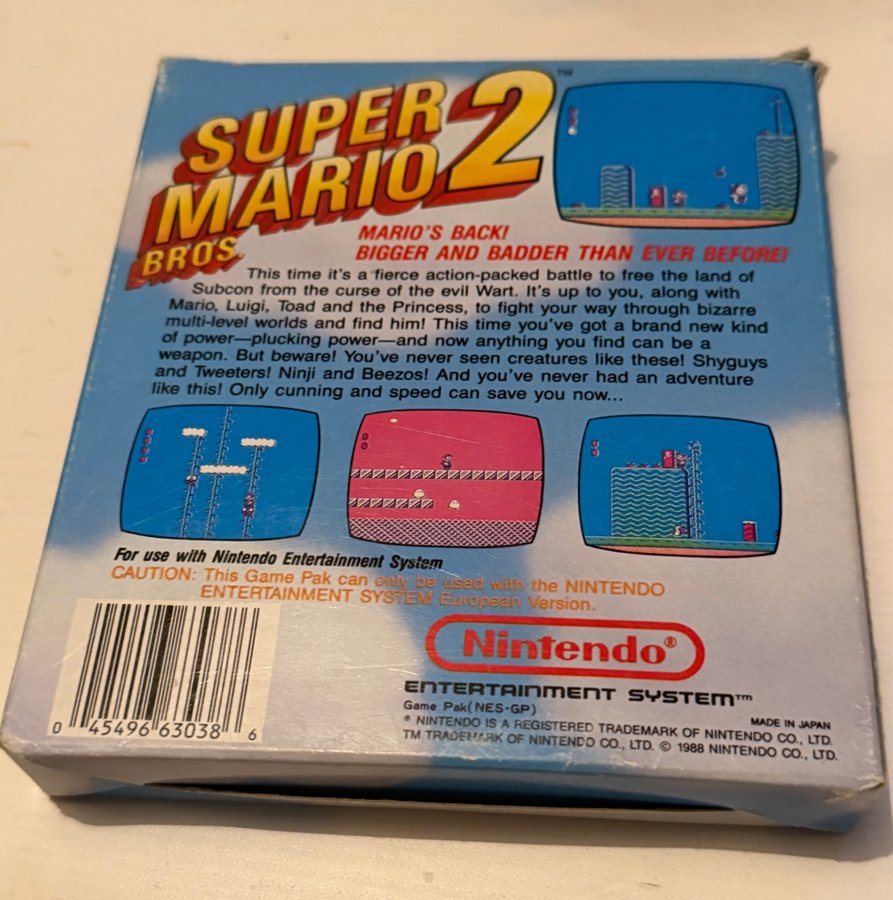 SUPER
MARIO 2™
BROS.
MARIO'S BACK!
BIGGER AND BADDER THAN EVER BEFORE!
This time it's a fierce action-packed battle to free the land of
Subcon from the curse of the evil Wart. It's up to you, along with
Mario, Luigi, Toad and the Princess, to fight your way through bizarre
multi-level worlds and find him! This time you've got a brand new kind
of power—plucking power—and now anything you find can be a
weapon. But beware! You've never seen creatures like these! Shyguys
and Tweeters! Ninji and Beezos! And you've never had an adventure
like this! Only cunning and speed can save you now...
For use with Nintendo Entertainment System
CAUTION: This Game Pak can only be used with the NINTENDO
ENTERTAINMENT SYSTEM European Version.
Nintendo®
ENTERTAINMENT SYSTEM™
Game Pak(NES-GP)
MADE IN JAPAN
® NINTENDO IS A REGISTERED TRADEMARK OF NINTENDO CO., LTD.
TM TRADEMARK OF NINTENDO CO., LTD. © 1988 NINTENDO CO., LTD.
0 45496 63038 6